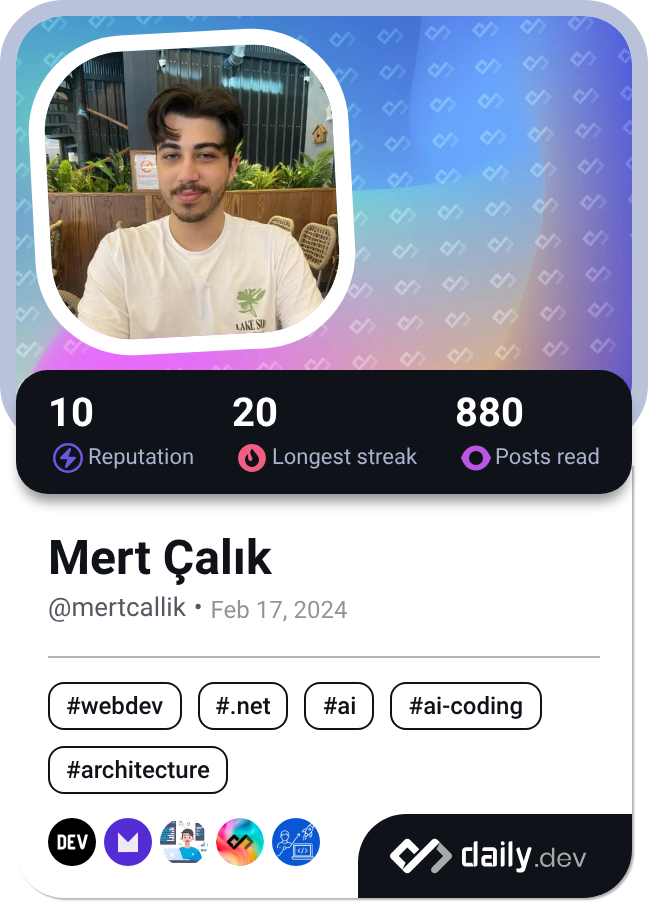 LAKE
10 20 880
Reputation Longest streak Posts read
Mert Çalık
@mertcallik • Feb 17, 2024
#webdev #.net #ai #ai-coding
#architecture
DEV
daily.dev